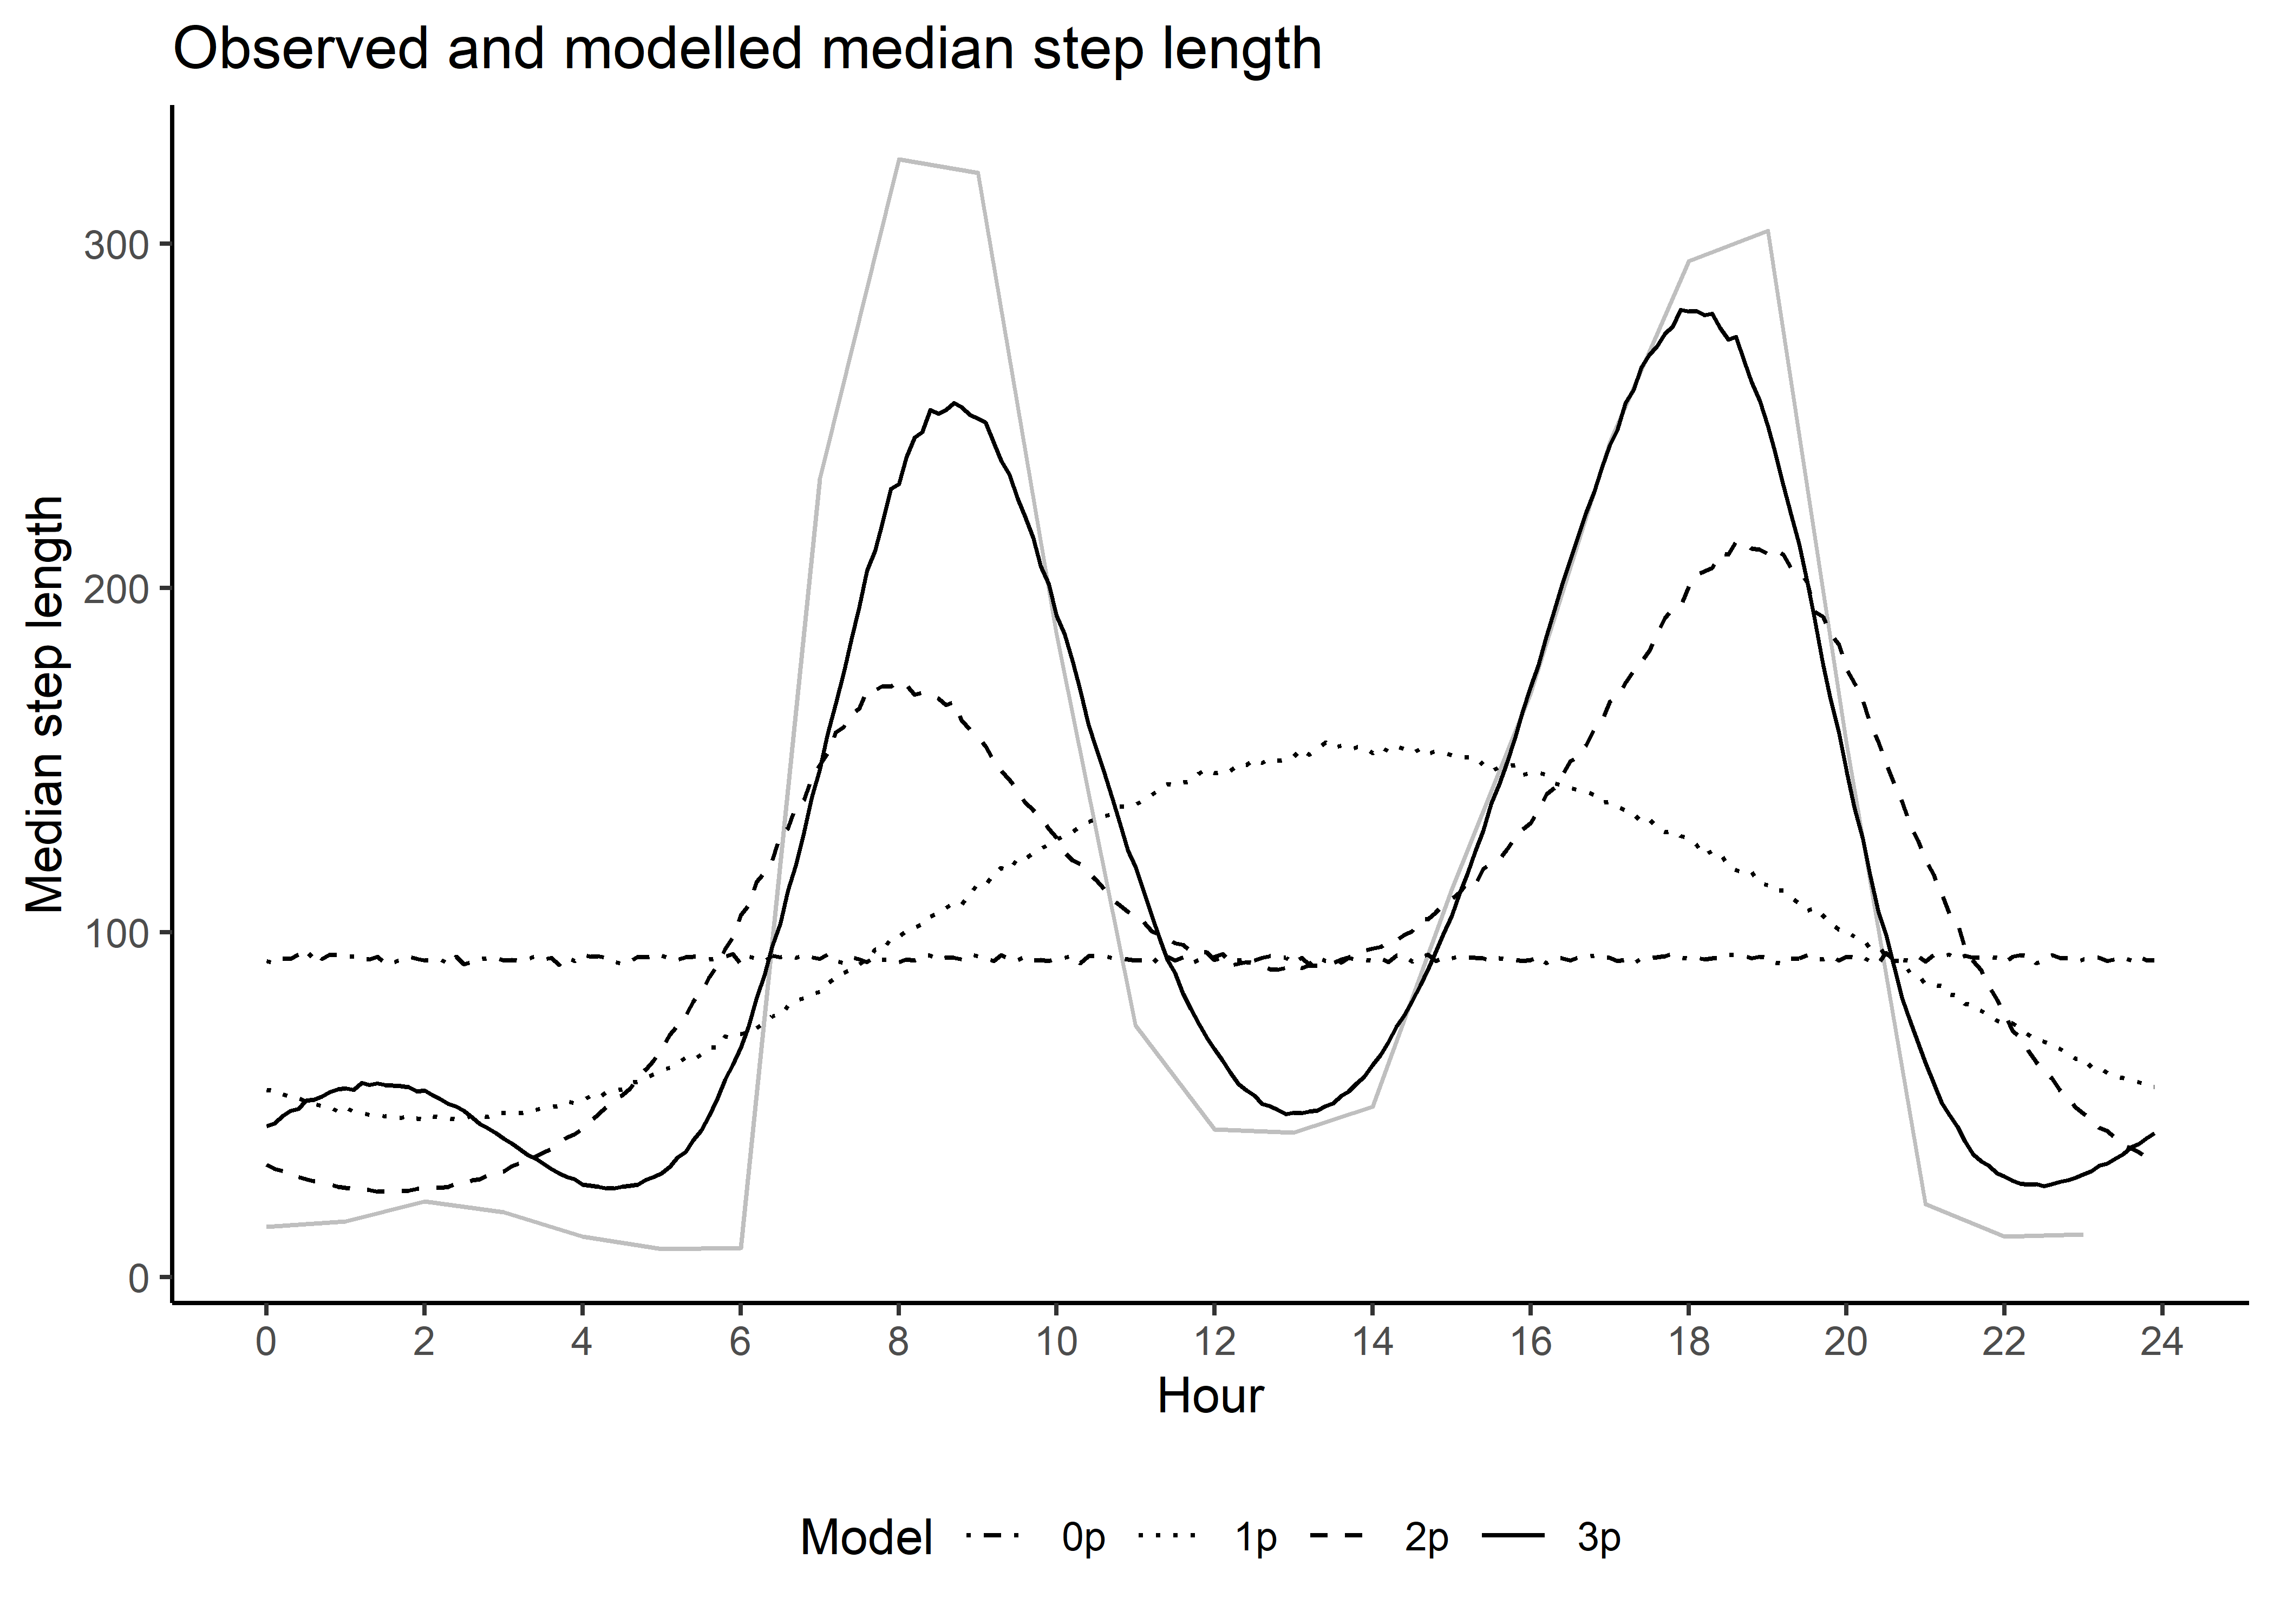 Observed and modelled median step length
Median step length
300
200
100
0
0 2 4 6 8 10 12 14 16 18 20 22 24
Hour
Model 0p 1p 2p 3p